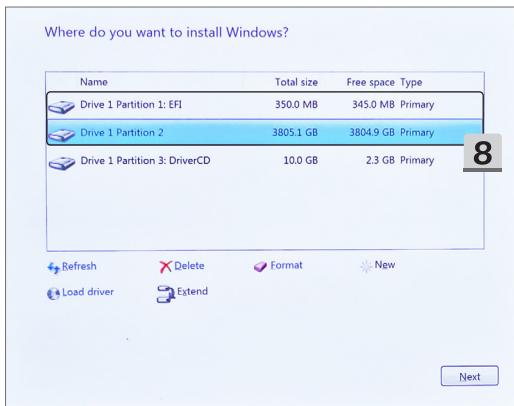 Where do you want to install Windows?
Name Total size Free space Type
Drive 1 Partition 1: EFI 350.0 MB 345.0 MB Primary
Drive 1 Partition 2 3805.1 GB 3804.9 GB Primary
8
Drive 1 Partition 3: DriverCD 10.0 GB 2.3 GB Primary
Refresh Delete Format New
Load driver Extend
Next